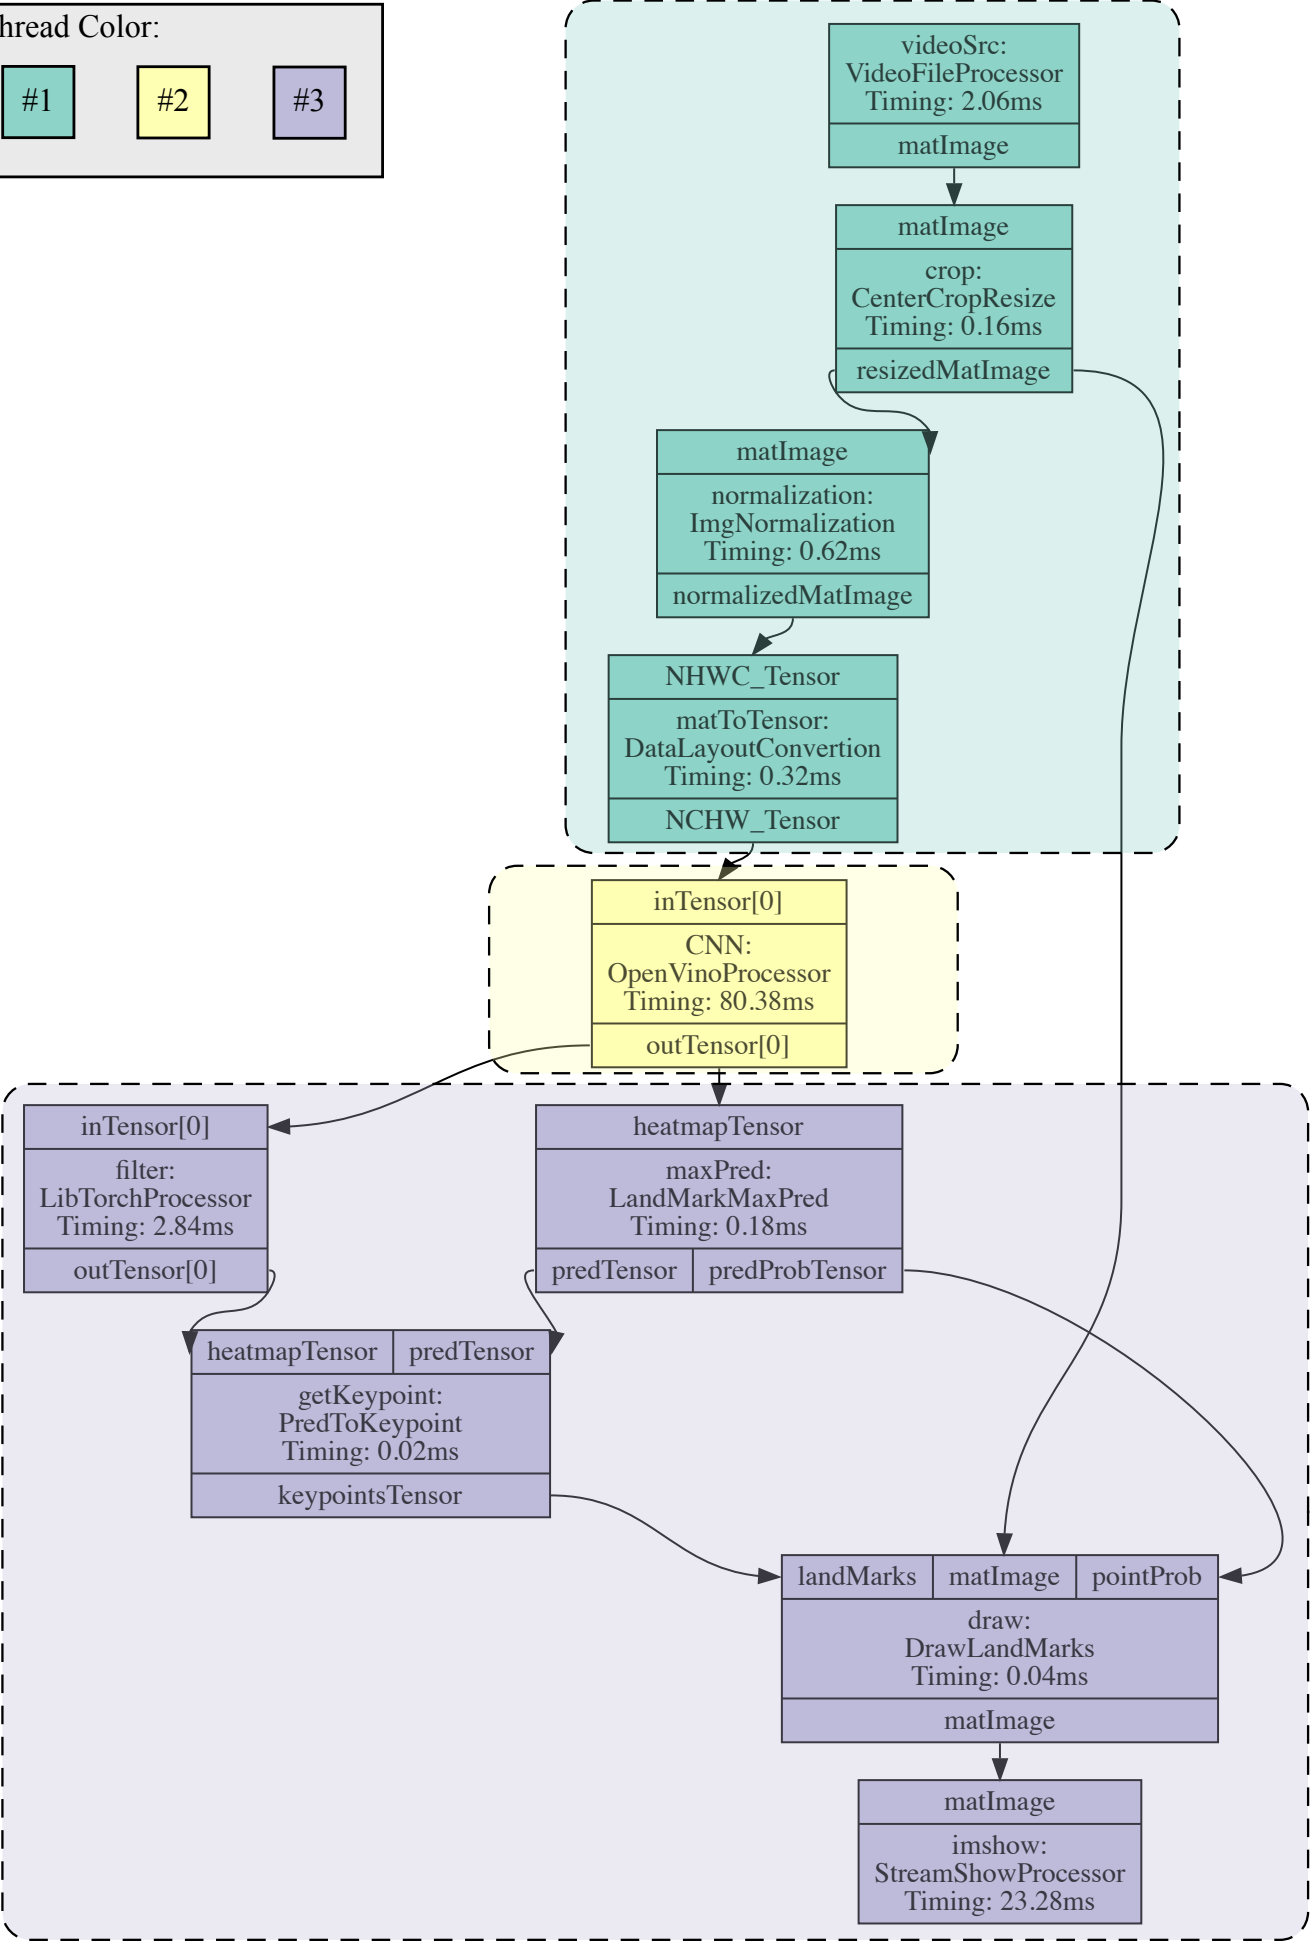 hread Color:
#1
#2
#3
videoSrc:
VideoFileProcessor
Timing: 2.06ms
matImage
matImage
crop:
CenterCropResize
Timing: 0.16ms
resizedMatImage
matImage
normalization:
ImgNormalization
Timing: 0.62ms
normalizedMatImage
NHWC_Tensor
matToTensor:
DataLayoutConvertion
Timing: 0.32ms
NCHW_Tensor
inTensor[0]
CNN:
OpenVinoProcessor
Timing: 80.38ms
outTensor[0]
inTensor[0]
filter:
LibTorchProcessor
Timing: 2.84ms
outTensor[0]
heatmapTensor
maxPred:
LandMarkMaxPred
Timing: 0.18ms
predTensor
predProbTensor
heatmapTensor
predTensor
getKeypoint:
PredToKeypoint
Timing: 0.02ms
keypointsTensor
landMarks
matImage
pointProb
draw:
DrawLandMarks
Timing: 0.04ms
matImage
matImage
imshow:
StreamShowProcessor
Timing: 23.28ms